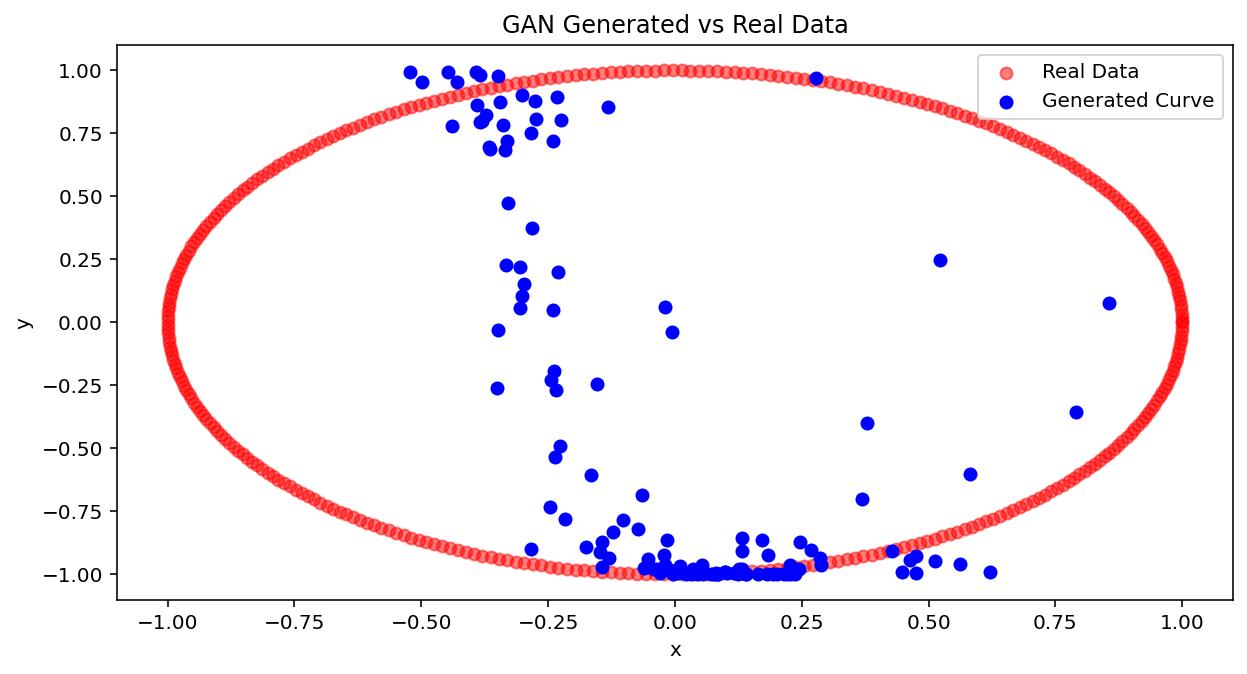 GAN Generated vs Real Data
Real Data
Generated Curve
1.00
0.75
0.50
0.25
0.00
−0.25
−0.50
−0.75
−1.00
y
−1.00 −0.75 −0.50 −0.25 0.00 0.25 0.50 0.75 1.00
x